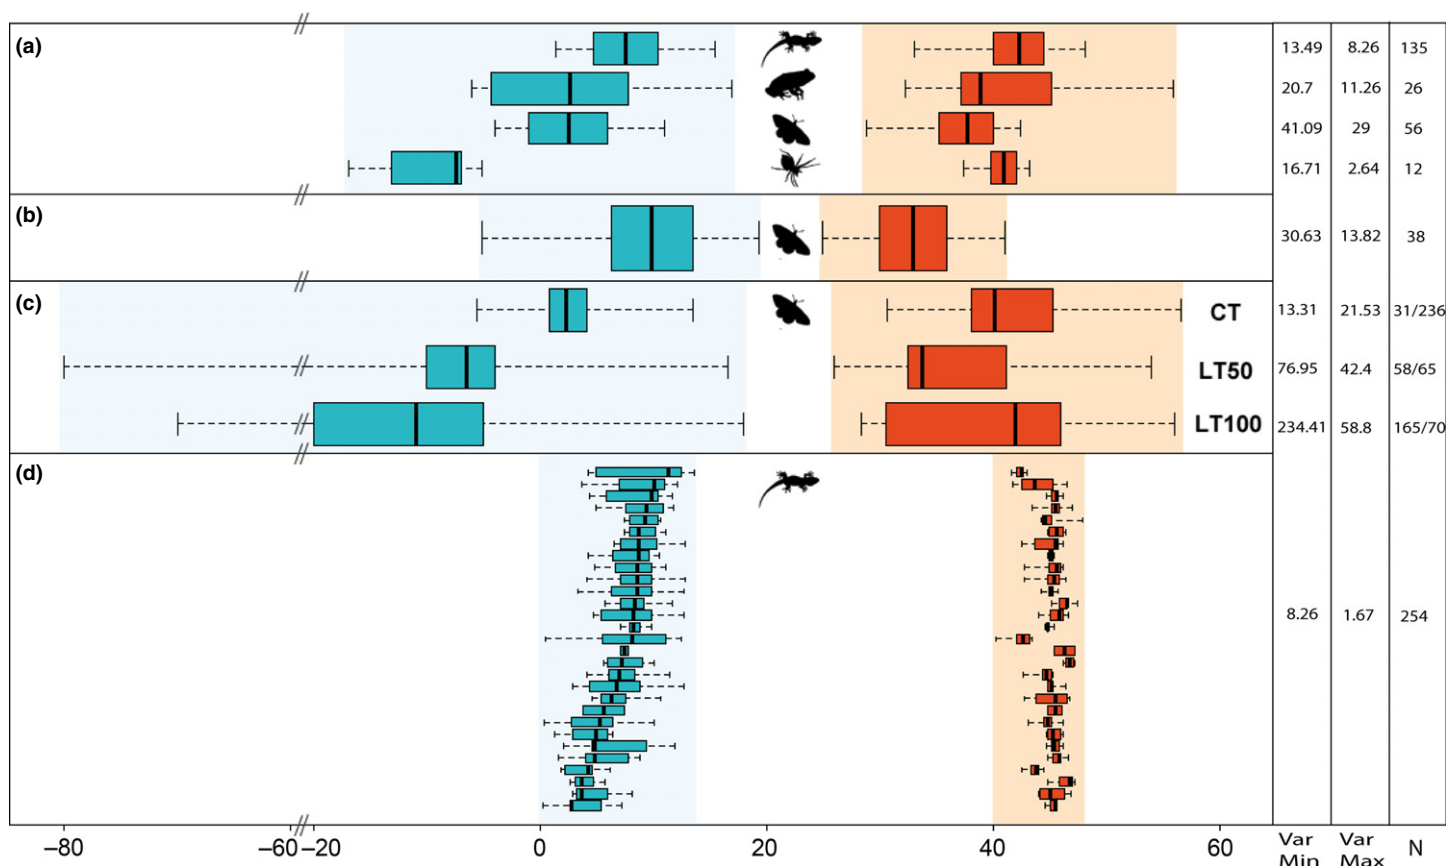 (a)
13.49 8.26 135
20.7 11.26 26
41.09 29 56
16.71 2.64 12
(b)
30.63 13.82 38
(c)
CT 13.31 21.53 31/236
LT50 76.95 42.4 58/65
LT100 234.41 58.8 165/70
(d)
8.26 1.67 254
−80 −60 −20 0 20 40 60
Var Min Var Max N